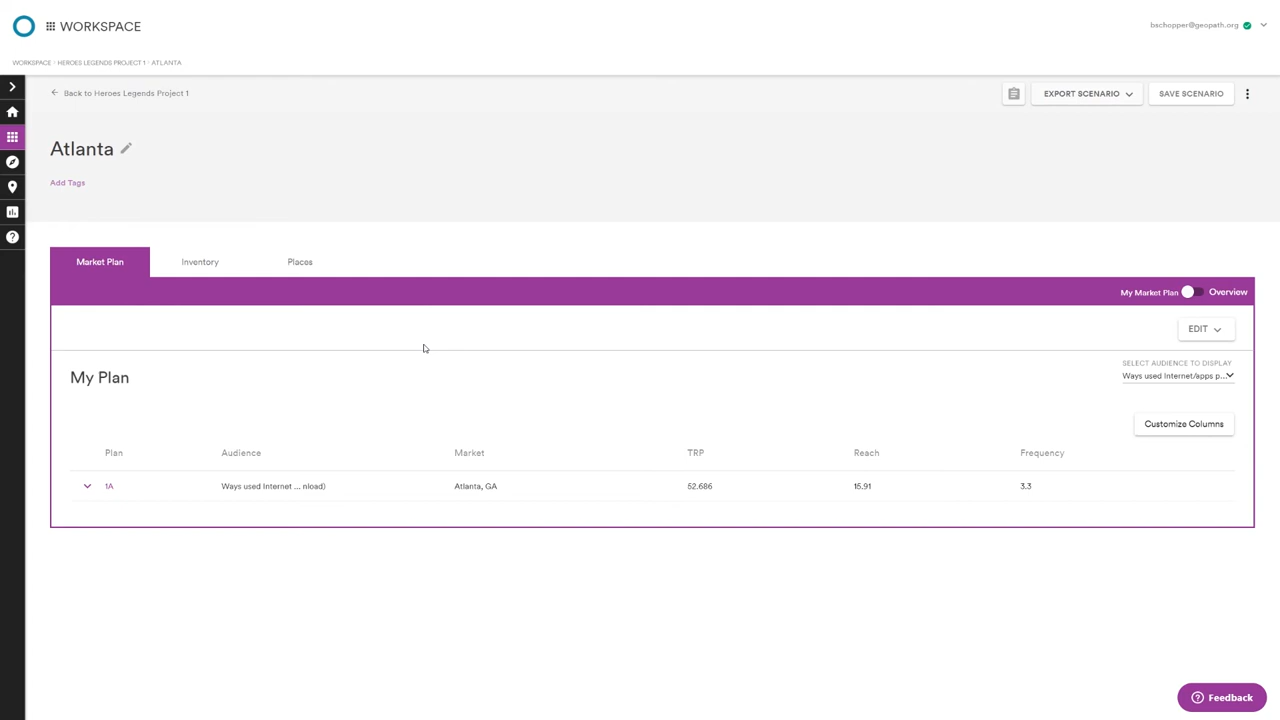 WORKSPACE
bschopper@geopath.org
WORKSPACE > HEROES LEGENDS PROJECT 1 > ATLANTA
Back to Heroes Legends Project 1
EXPORT SCENARIO
SAVE SCENARIO
Atlanta
Add Tags
Market Plan
Inventory
Places
My Market Plan
Overview
EDIT
My Plan
SELECT AUDIENCE TO DISPLAY
Ways used Internet/apps p...
Customize Columns
Plan Audience Market TRP Reach Frequency
1A Ways used Internet ... nload) Atlanta, GA 52.686 15.91 3.3
Feedback